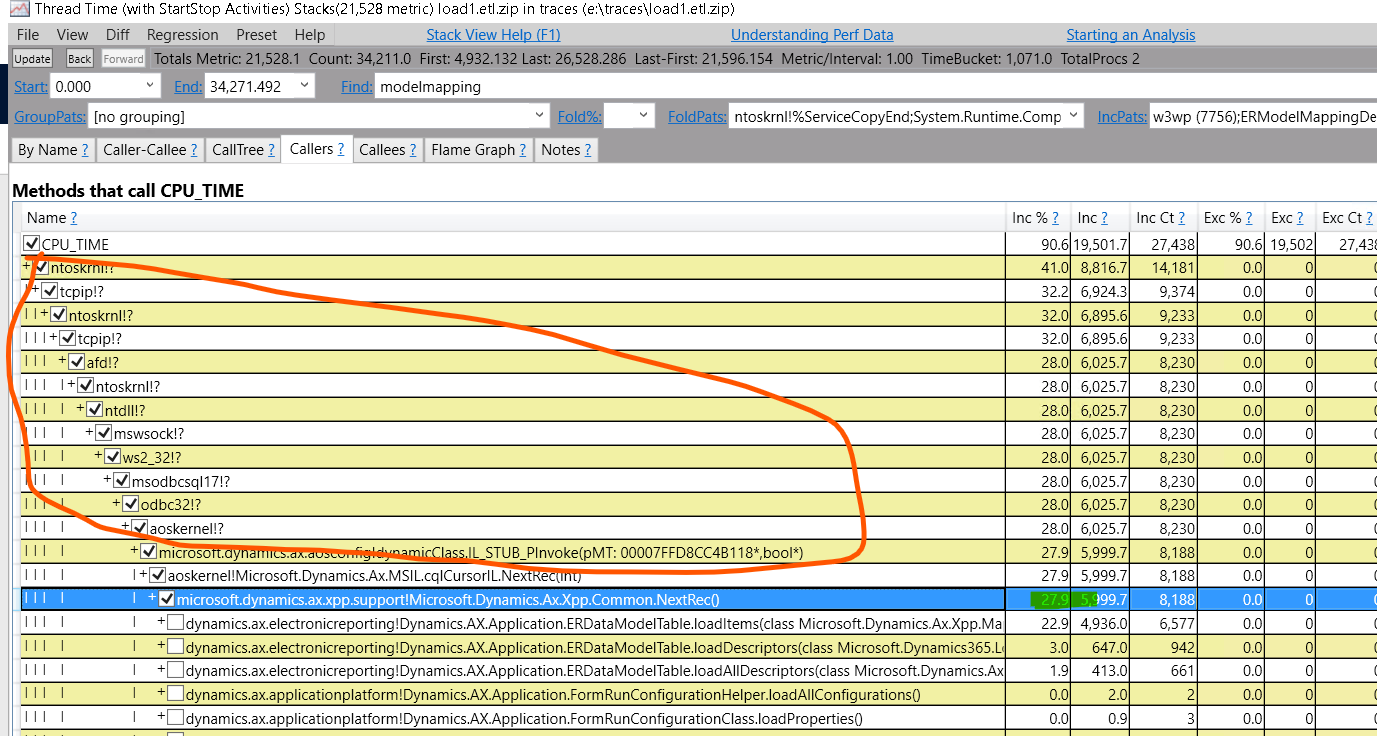 Thread Time (with StartStop Activities) Stacks(21,528 metric) load1.etl.zip in traces (e:\traces\load1.etl.zip)
File View Diff Regression Preset Help Stack View Help (F1) Understanding Perf Data Starting an Analysis
Update Back Forward Totals Metric: 21,528.1 Count: 34,211.0 First: 4,932.132 Last: 26,528.286 Last-First: 21,596.154 Metric/Interval: 1.00 TimeBucket: 1,071.0 TotalProcs 2
Start: 0.000 End: 34,271.492 Find: modelmapping
GroupPats: [no grouping] Fold%: FoldPats: ntoskrnl!%ServiceCopyEnd;System.Runtime.Comp IncPats: w3wp (7756);ERModelMappingDe
By Name ? Caller-Callee ? CallTree ? Callers ? Callees ? Flame Graph ? Notes ?
Methods that call CPU_TIME
Name ? Inc % ? Inc ? Inc Ct ? Exc % ? Exc ? Exc Ct ?
CPU_TIME 90.6 19,501.7 27,438 90.6 19,502 27,438
+ ntoskrnl!? 41.0 8,816.7 14,181 0.0 0
|+ tcpip!? 32.2 6,924.3 9,374 0.0 0
||+ ntoskrnl!? 32.0 6,895.6 9,233 0.0 0
|||+ tcpip!? 32.0 6,895.6 9,233 0.0 0
||| + afd!? 28.0 6,025.7 8,230 0.0 0
||| |+ ntoskrnl!? 28.0 6,025.7 8,230 0.0 0
||| | + ntdll!? 28.0 6,025.7 8,230 0.0 0
||| | + mswsock!? 28.0 6,025.7 8,230 0.0 0
||| | + ws2_32!? 28.0 6,025.7 8,230 0.0 0
||| | + msodbcsql17!? 28.0 6,025.7 8,230 0.0 0
||| | + odbc32!? 28.0 6,025.7 8,230 0.0 0
||| | + aoskernel!? 28.0 6,025.7 8,230 0.0 0
||| | + microsoft.dynamics.ax.aosconfig!dynamicClass.IL_STUB_PInvoke(pMT: 00007FFD8CC4B118*,bool*) 27.9 5,999.7 8,188 0.0 0
||| | |+ aoskernel!Microsoft.Dynamics.Ax.MSIL.cqlCursorIL.NextRec(int) 27.9 5,999.7 8,188 0.0 0
||| | | + microsoft.dynamics.ax.xpp.support!Microsoft.Dynamics.Ax.Xpp.Common.NextRec() 27.9 5,999.7 8,188 0.0 0
||| | | + dynamics.ax.electronicreporting!Dynamics.AX.Application.ERDataModelTable.loadItems(class Microsoft.Dynamics.Ax.Xpp.Ma 22.9 4,936.0 6,577 0.0 0
||| | | + dynamics.ax.electronicreporting!Dynamics.AX.Application.ERDataModelTable.loadDescriptors(class Microsoft.Dynamics365.Lo 3.0 647.0 942 0.0 0
||| | | + dynamics.ax.electronicreporting!Dynamics.AX.Application.ERDataModelTable.loadAllDescriptors(class Microsoft.Dynamics.Ax 1.9 413.0 661 0.0 0
||| | | + dynamics.ax.applicationplatform!Dynamics.AX.Application.FormRunConfigurationHelper.loadAllConfigurations() 0.0 2.0 2 0.0 0
||| | | + dynamics.ax.applicationplatform!Dynamics.AX.Application.FormRunConfigurationClass.loadProperties() 0.0 0.9 3 0.0 0